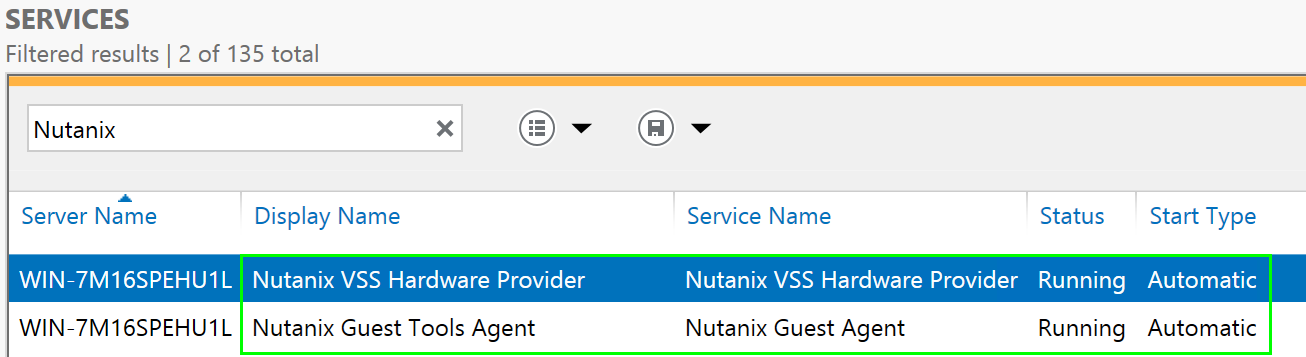 SERVICES
Filtered results | 2 of 135 total
Nutanix
Server Name Display Name Service Name Status Start Type
WIN-7M16SPEHU1L Nutanix VSS Hardware Provider Nutanix VSS Hardware Provider Running Automatic
WIN-7M16SPEHU1L Nutanix Guest Tools Agent Nutanix Guest Agent Running Automatic